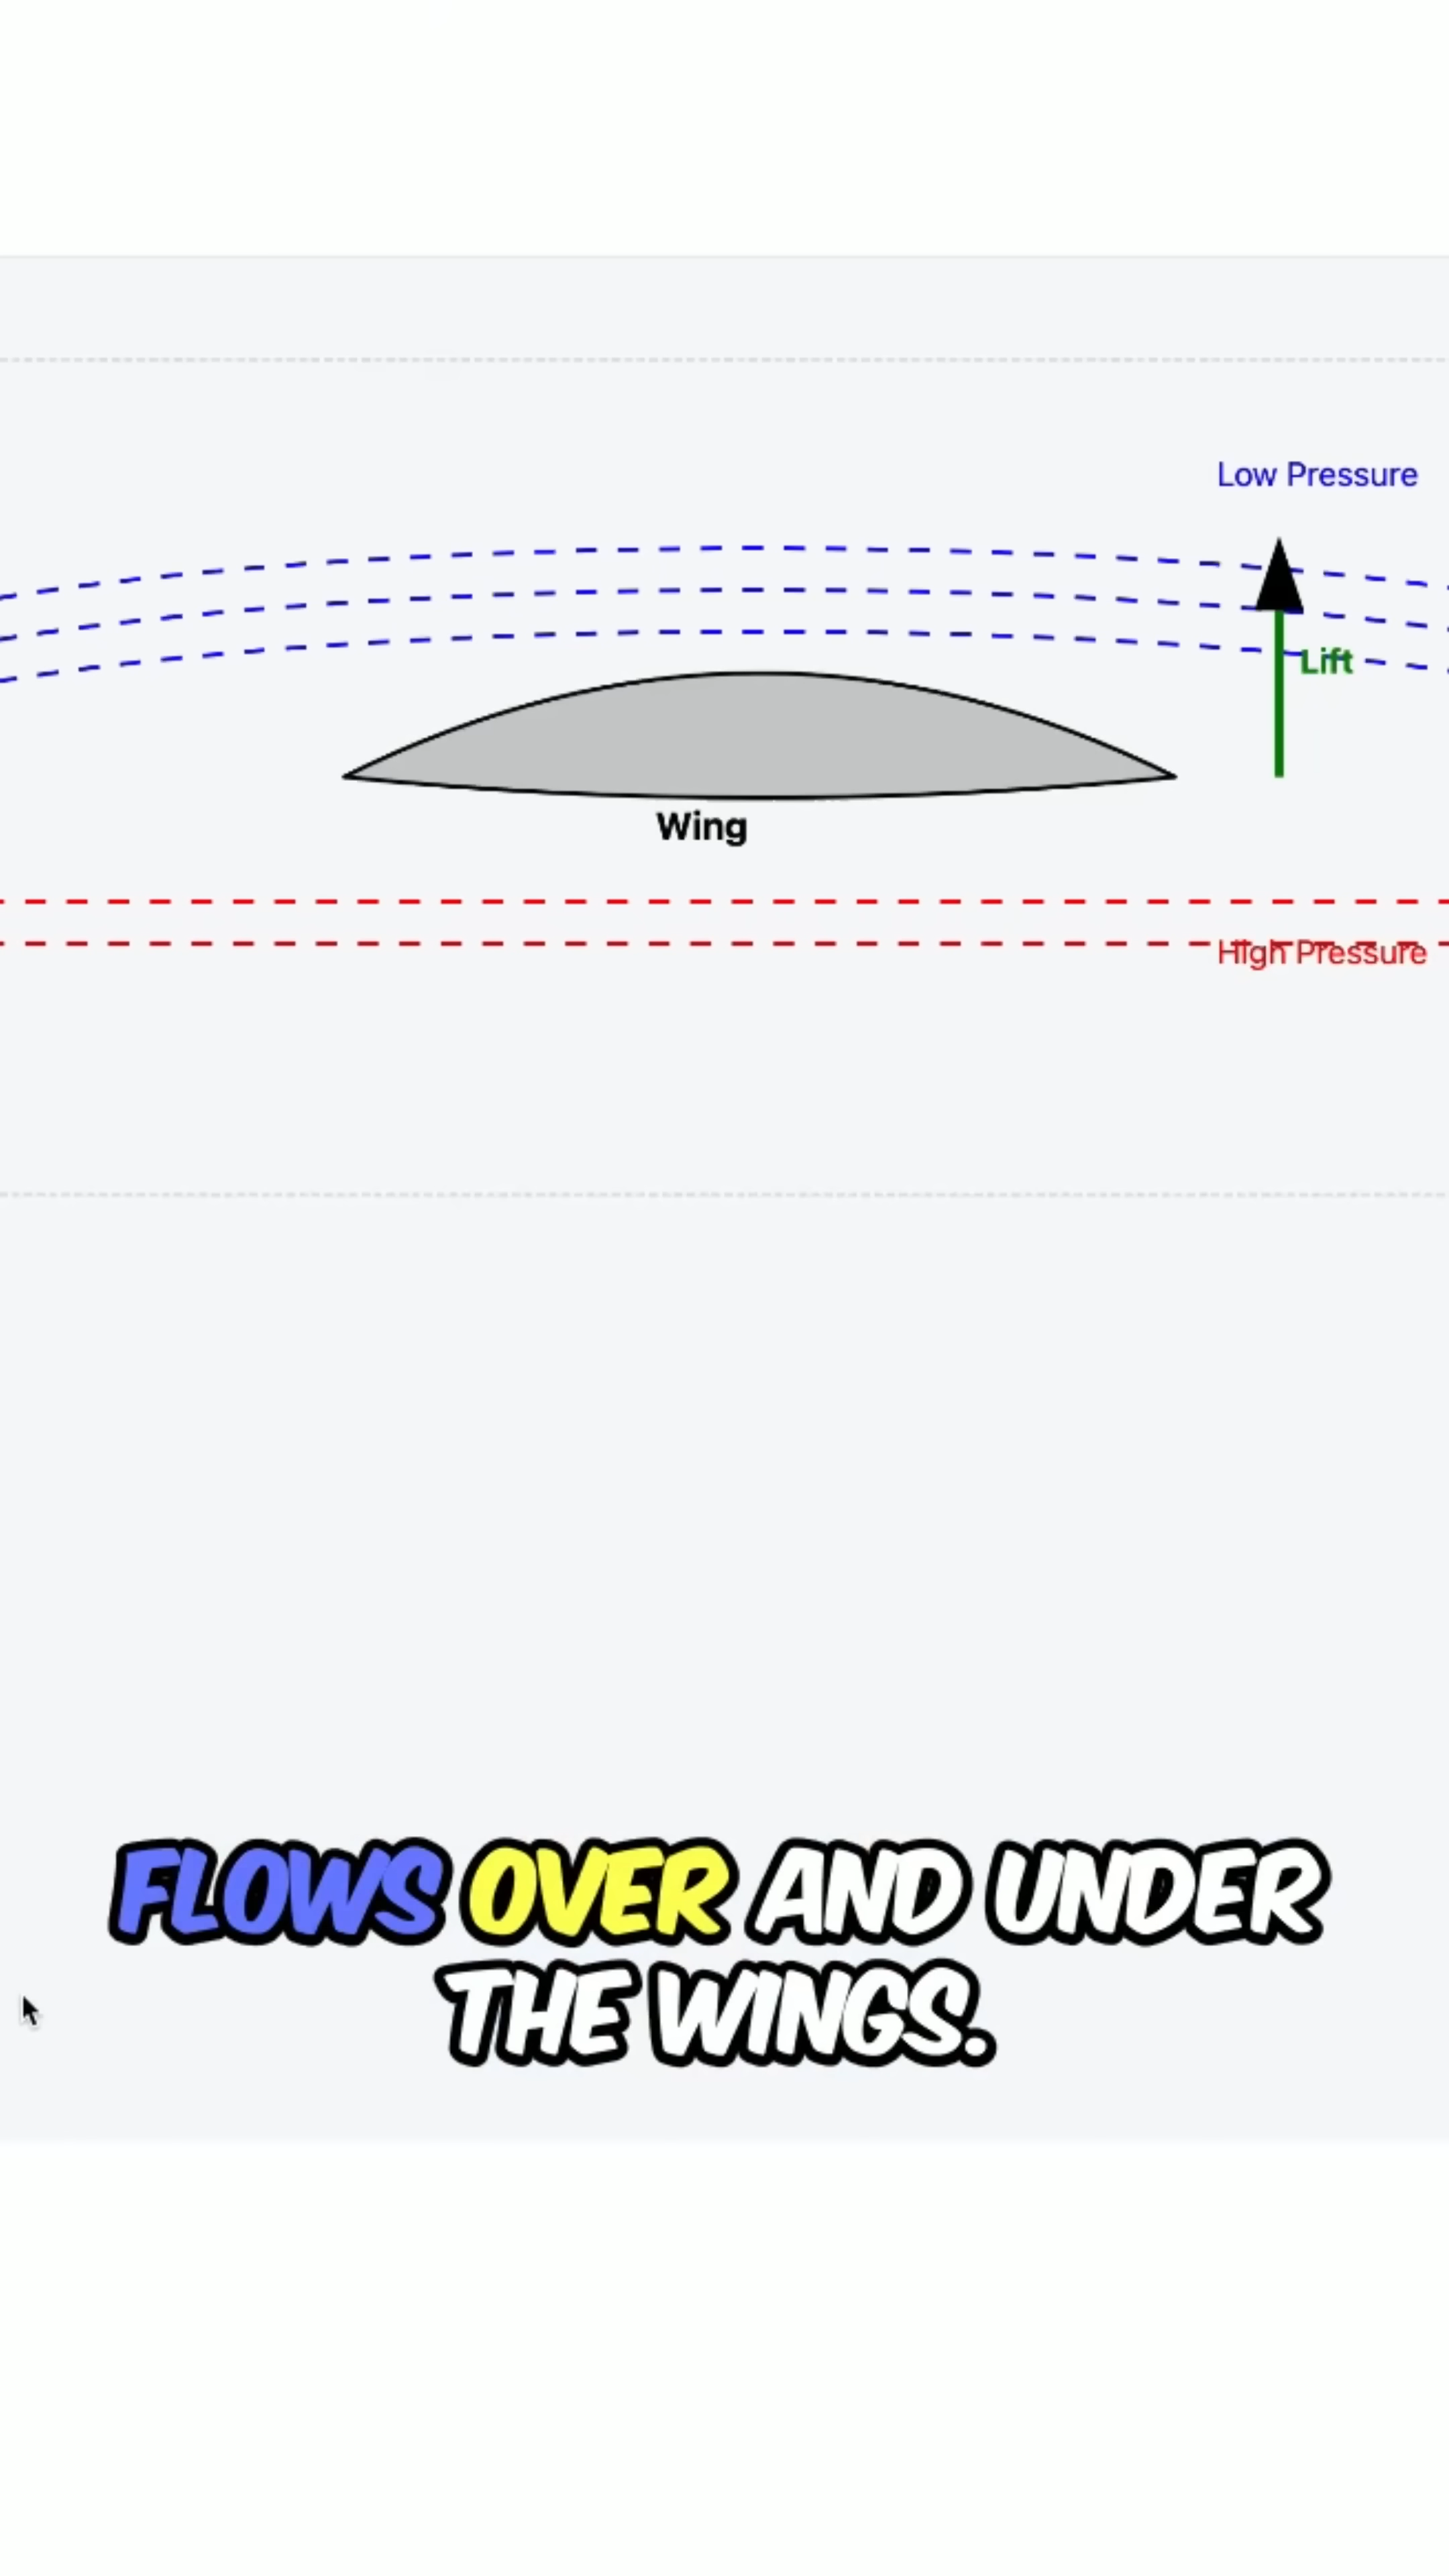 Low Pressure
Lift
Wing
High Pressure
FLOWS OVER AND UNDER
THE WINGS.